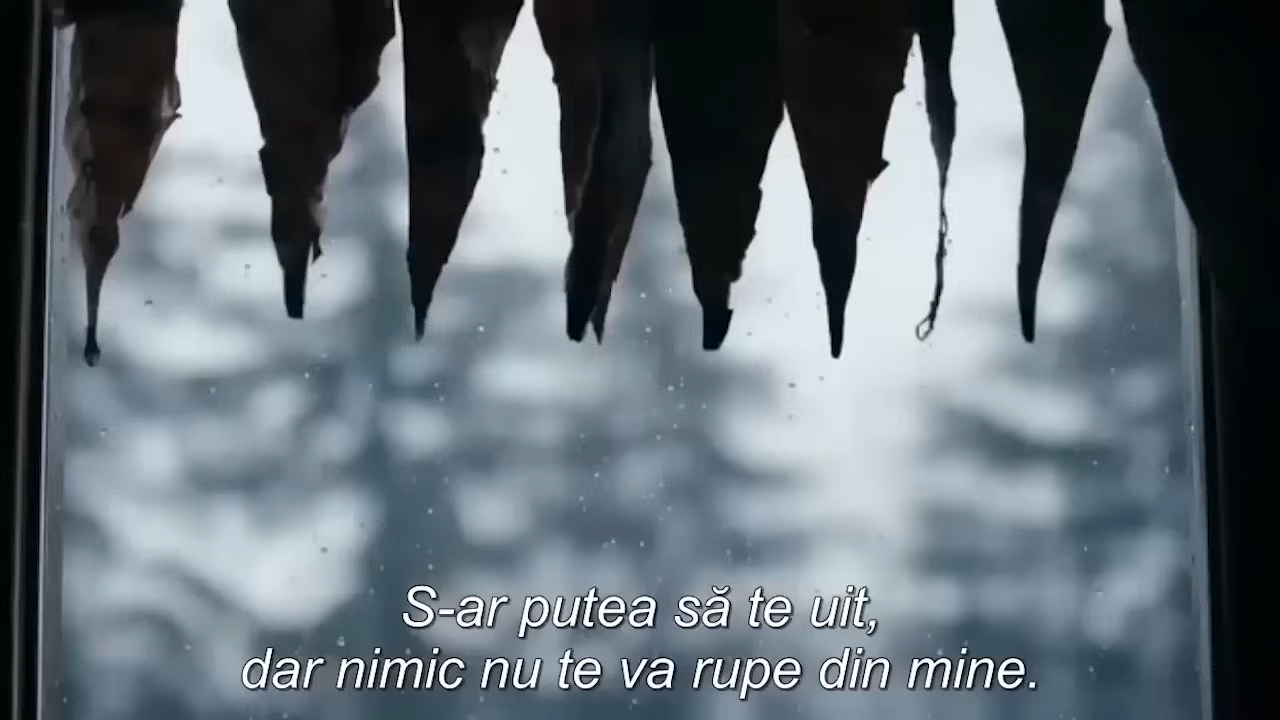 S-ar putea să te uit,
dar nimic nu te va rupe din mine.